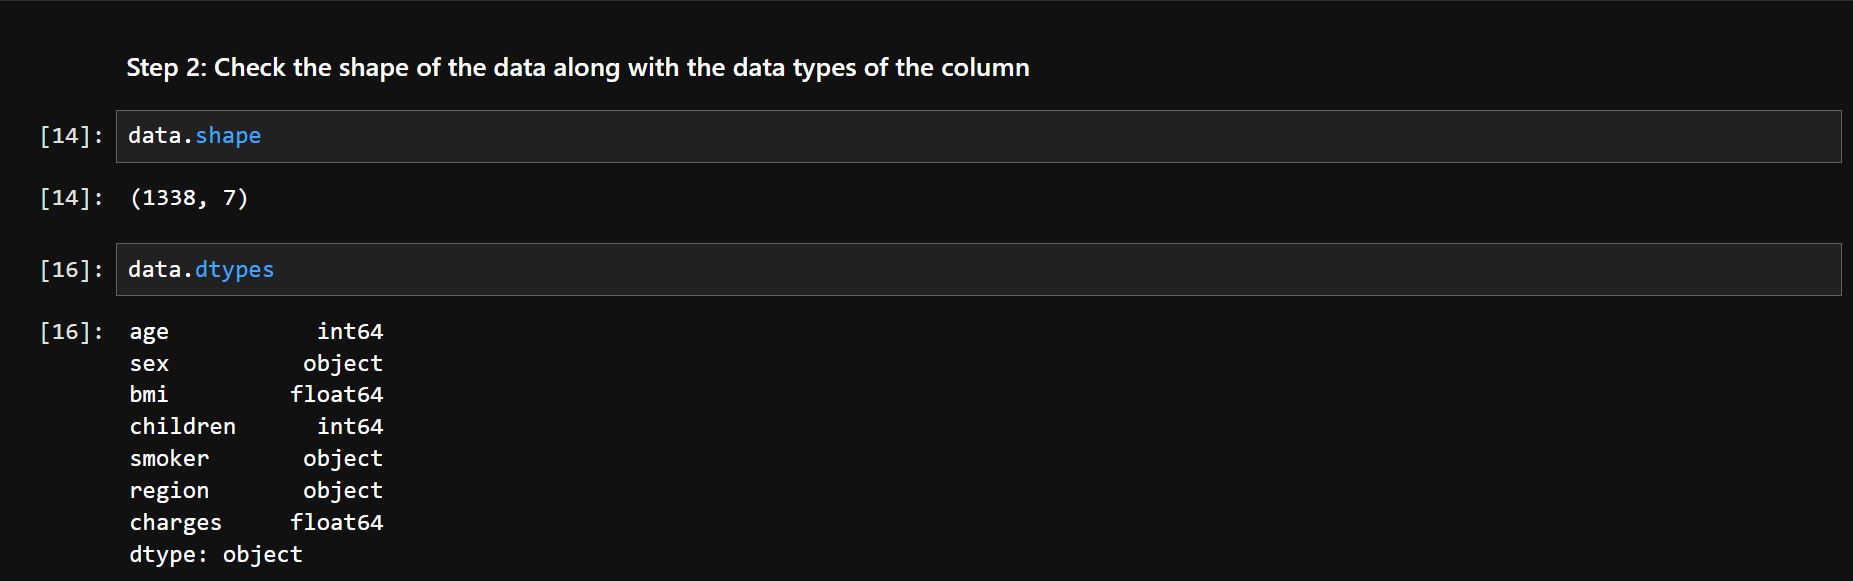 Step 2: Check the shape of the data along with the data types of the column
[14]: data.shape
[14]: (1338, 7)
[16]: data.dtypes
[16]: age           int64
sex          object
bmi         float64
children      int64
smoker       object
region       object
charges     float64
dtype: object